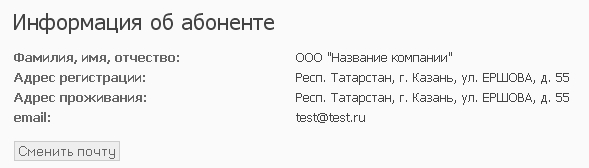 Информация об абоненте
Фамилия, имя, отчество: ООО "Название компании"
Адрес регистрации: Респ. Татарстан, г. Казань, ул. ЕРШОВА, д. 55
Адрес проживания: Респ. Татарстан, г. Казань, ул. ЕРШОВА, д. 55
email: test@test.ru
Сменить почту